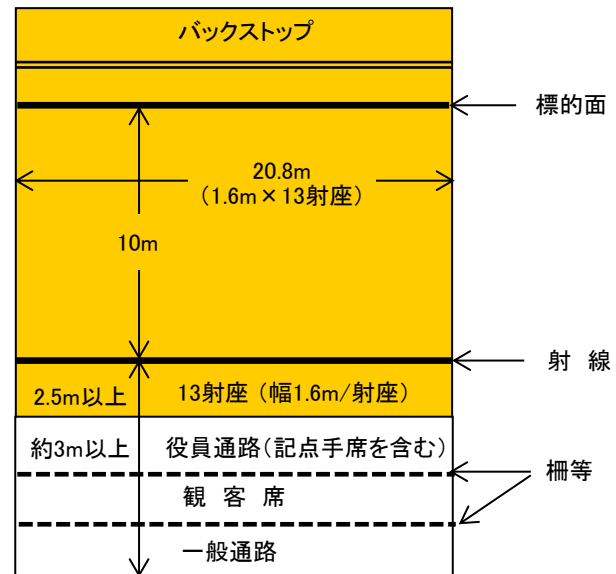 バックストップ
標的面
20.8m
（1.6m×13射座）
10m
射　線
2.5m以上
13射座（幅1.6m/射座）
約3m以上
役員通路（記点手席を含む）
柵等
観　客　席
一般通路